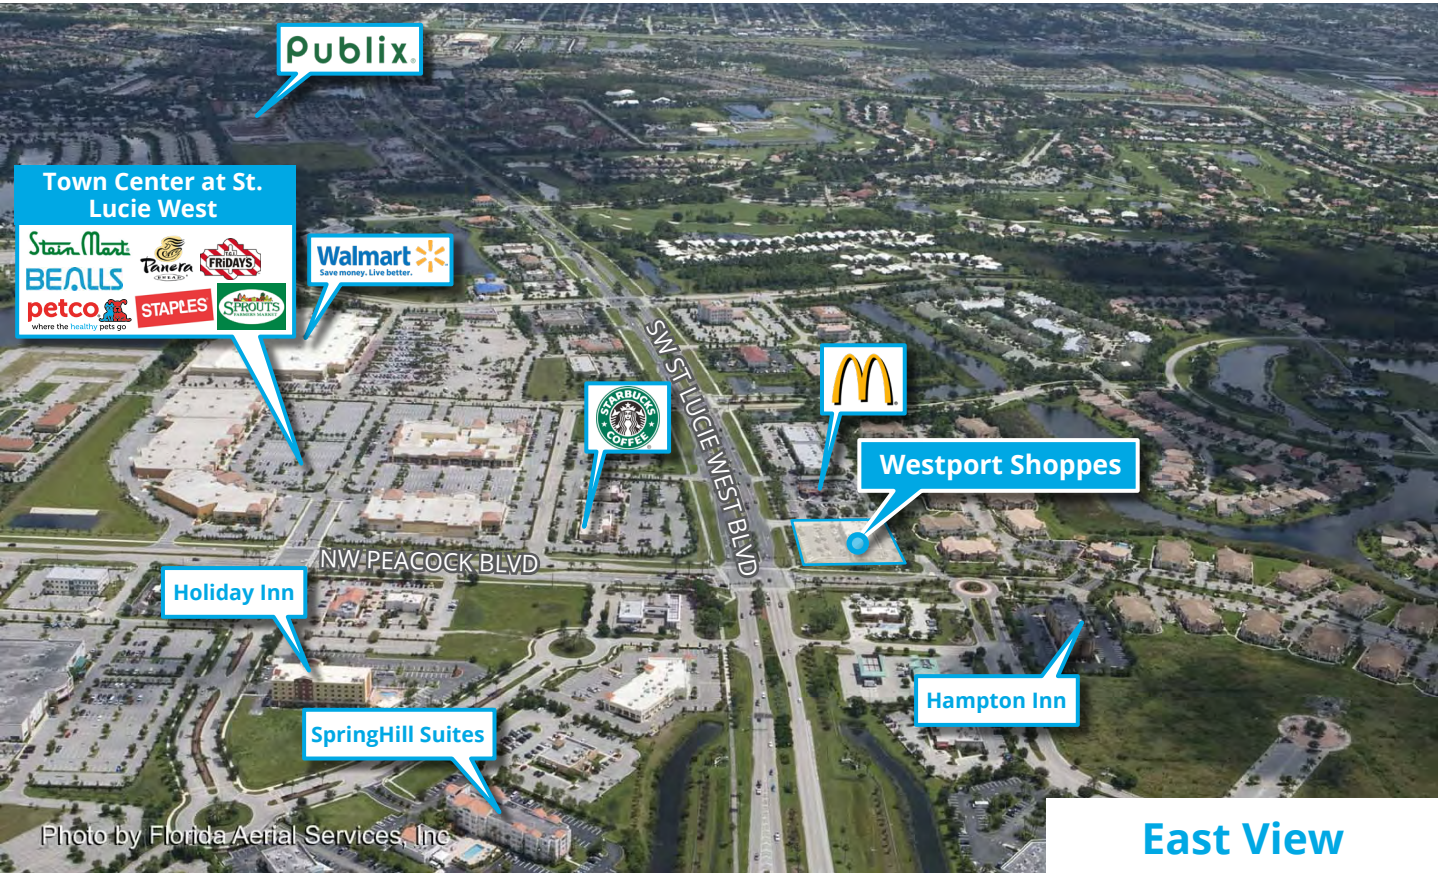 Publix
Town Center at St.
Lucie West
Stein Mart
Panera
BREAD
T.G.I.
FRiDAYS
BEALLS
petco
where the healthy pets go
STAPLES
SPROUTS
FARMERS MARKET
Walmart
Save money. Live better.
STARBUCKS
COFFEE
SW ST LUCIE WEST BLVD
M
Westport Shoppes
NW PEACOCK BLVD
Holiday Inn
Hampton Inn
SpringHill Suites
Photo by Florida Aerial Services, Inc
East View